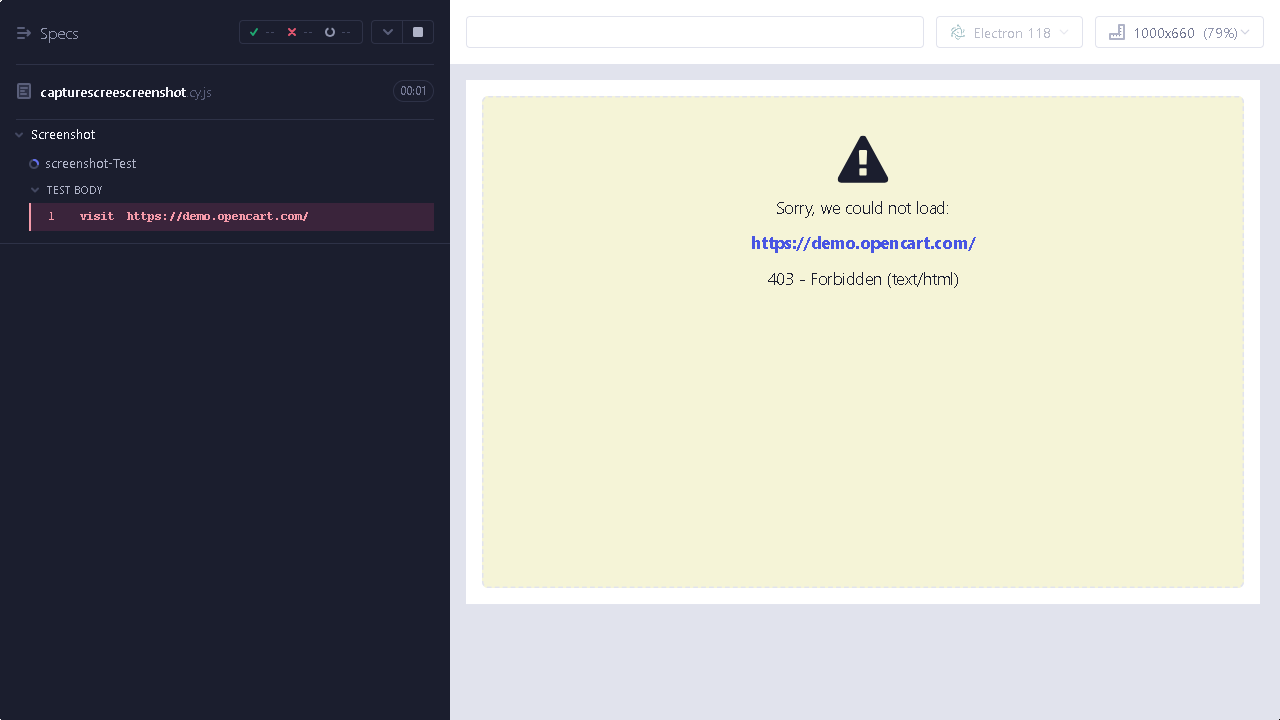 Specs
-- -- --
capturescreescreenshot.cy.js
00:01
Screenshot
screenshot-Test
TEST BODY
1 visit https://demo.opencart.com/
Electron 118
1000x660 (79%)
Sorry, we could not load:
https://demo.opencart.com/
403 - Forbidden (text/html)